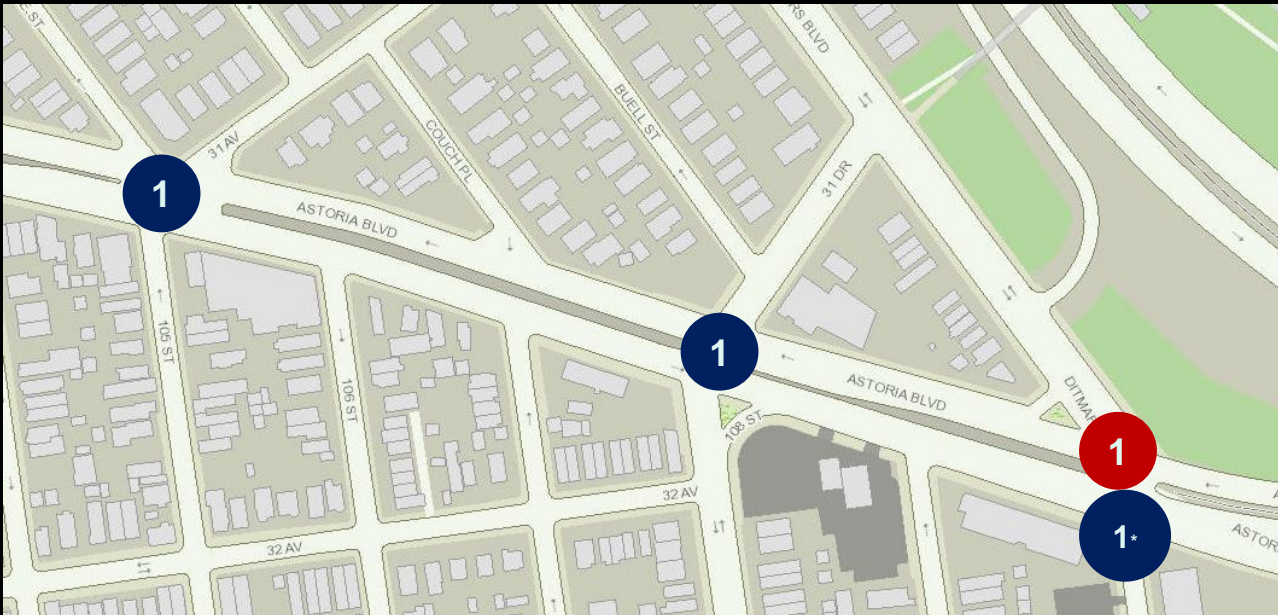 E ST
RS BLVD
BUELL ST
COUCH PL
31 AV
31 DR
1
ASTORIA BLVD
105 ST
106 ST
1
ASTORIA BLVD
DITMAR
108 ST
1
32 AV
1*
ASTOR
32 AV